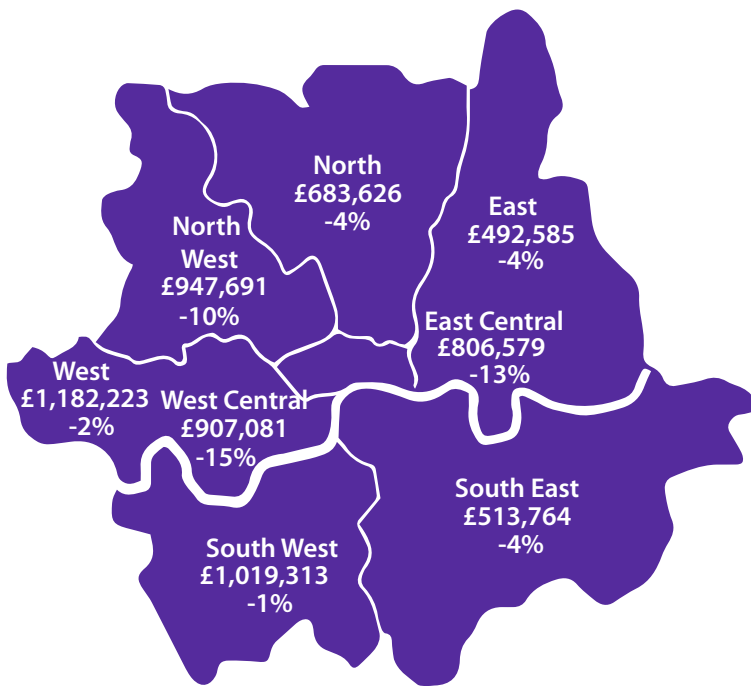 North
£683,626
-4%
North
West
£947,691
-10%
East
£492,585
-4%
East Central
£806,579
-13%
West
£1,182,223
-2%
West Central
£907,081
-15%
South East
£513,764
-4%
South West
£1,019,313
-1%